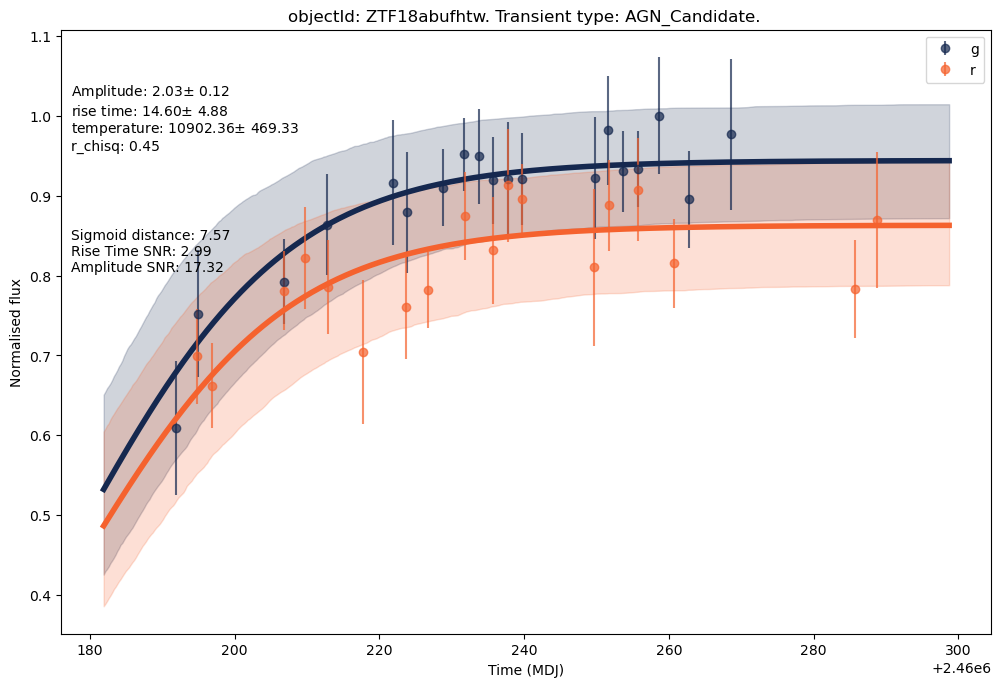 objectId: ZTF18abufhtw. Transient type: AGN_Candidate.
1.1
1.0
0.9
0.8
0.7
0.6
0.5
0.4
Normalised flux
Amplitude: 2.03± 0.12
rise time: 14.60± 4.88
temperature: 10902.36± 469.33
r_chisq: 0.45
Sigmoid distance: 7.57
Rise Time SNR: 2.99
Amplitude SNR: 17.32
g
r
180 200 220 240 260 280 300
Time (MDJ)
+2.46e6